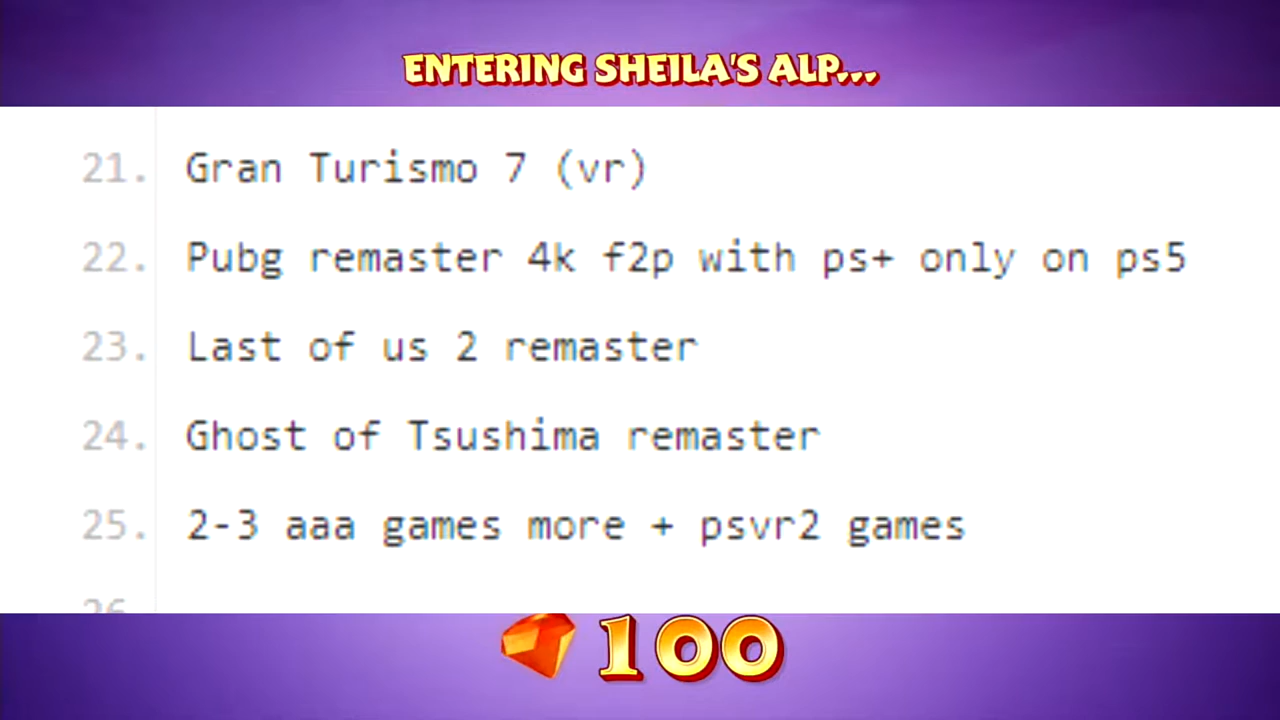 ENTERING SHEILA'S ALP...
21. Gran Turismo 7 (vr)
22. Pubg remaster 4k f2p with ps+ only on ps5
23. Last of us 2 remaster
24. Ghost of Tsushima remaster
25. 2-3 aaa games more + psvr2 games
26
100